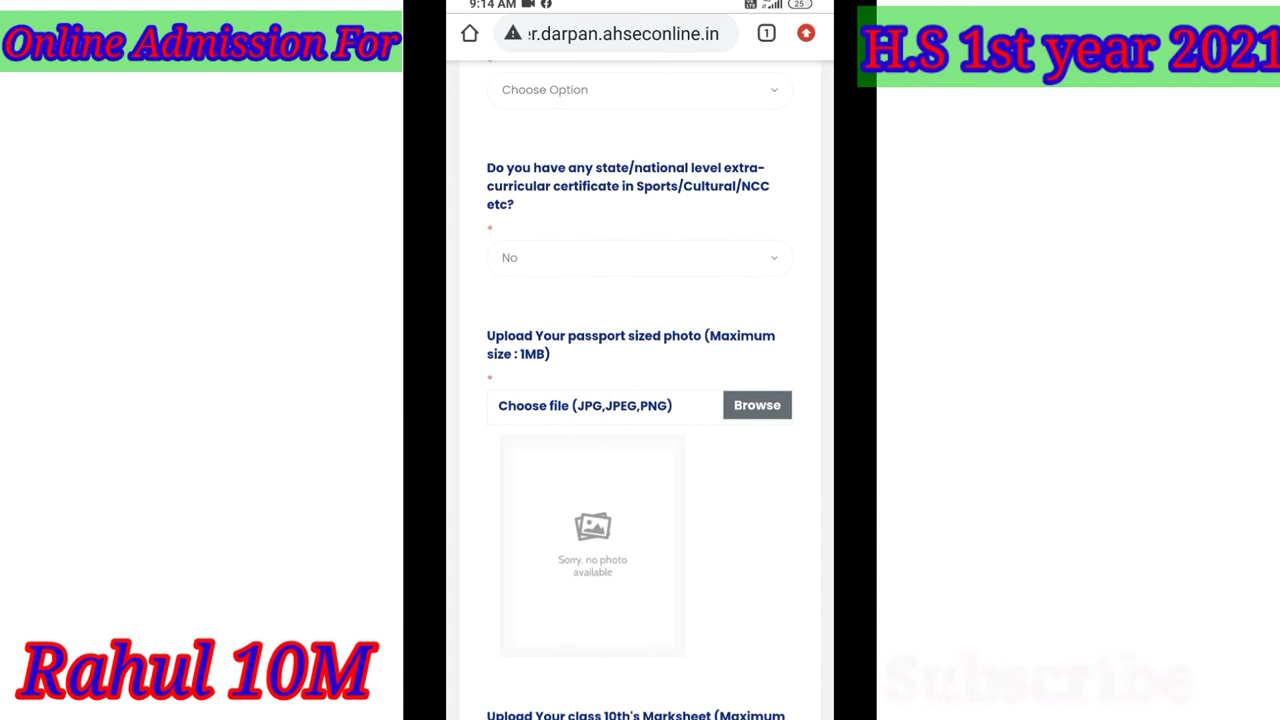 Online Admission For
H.S 1st year 2021
9:14 AM
25
r.darpan.ahseconline.in
1
Choose Option
Do you have any state/national level extra-
curricular certificate in Sports/Cultural/NCC
etc?
*
No
Upload Your passport sized photo (Maximum
size : 1MB)
*
Choose file (JPG,JPEG,PNG)
Browse
Sorry, no photo
available
Rahul 10M
Subscribe
Upload Your class 10th's Marksheet (Maximum